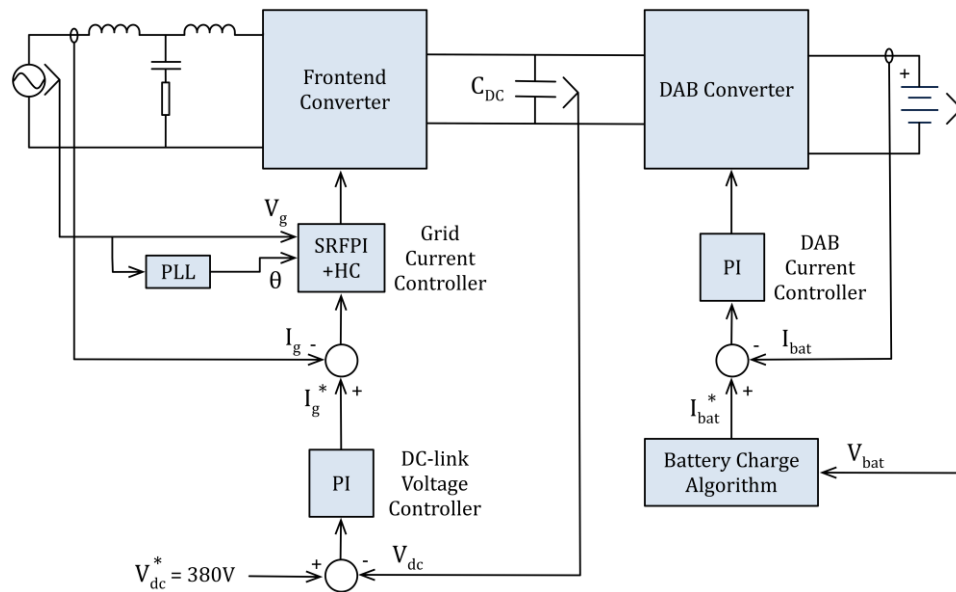 Frontend
Converter
C_DC
DAB Converter
+
V_g
SRFPI
+HC
Grid
Current
Controller
PLL
θ
PI
DAB
Current
Controller
I_g
-
-
I_bat
I_g*
+
I_bat*
+
PI
DC-link
Voltage
Controller
Battery Charge
Algorithm
V_bat
V_dc* = 380V
+
-
V_dc